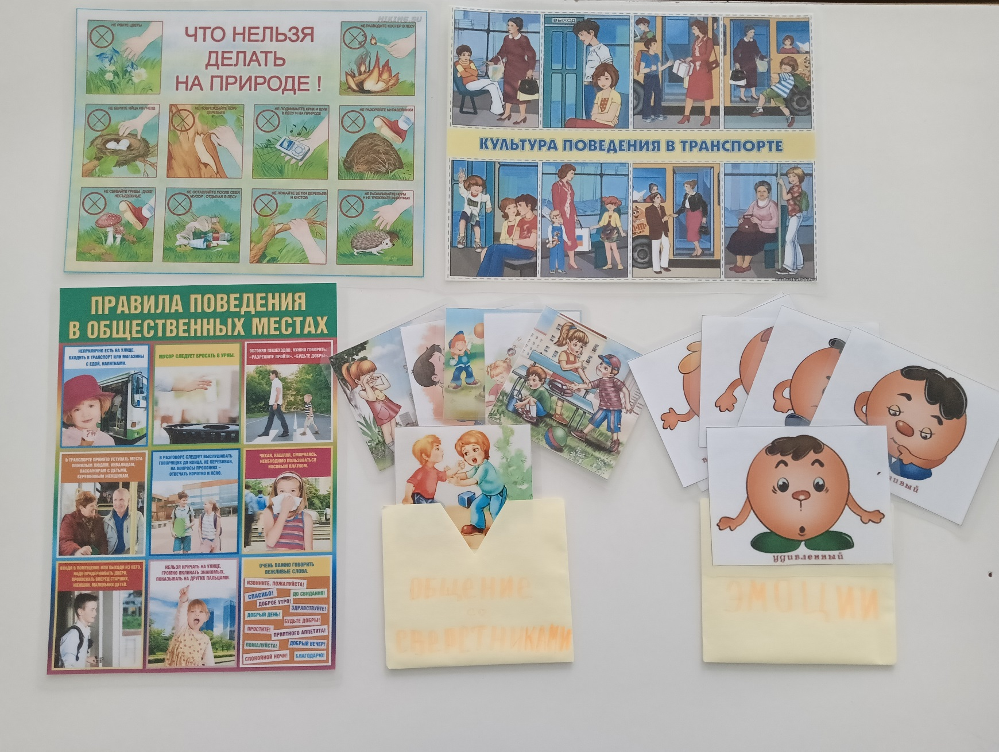 ЧТО НЕЛЬЗЯ
ДЕЛАТЬ
НА ПРИРОДЕ !
HIKING.SU
НЕ РВИТЕ ЦВЕТЫ
НЕ РАЗВОДИТЕ КОСТЕР В ЛЕСУ
НЕ БЕРИТЕ ЯЙЦА ИЗ ГНЕЗД
НЕ ПОВРЕЖДАЙТЕ КОРУ
ДЕРЕВЬЕВ
НЕ ПОДНИМАЙТЕ КРИК И ШУМ
В ЛЕСУ И НА ПРИРОДЕ
НЕ РАЗОРЯЙТЕ МУРАВЕЙНИКИ
НЕ СБИВАЙТЕ ГРИБЫ , ДАЖЕ
НЕСЪЕДОБНЫЕ
НЕ ОСТАВЛЯЙТЕ ПОСЛЕ СЕБЯ
МУСОР , ОТДЫХАЯ В ЛЕСУ
НЕ ЛОМАЙТЕ ВЕТКИ ДЕРЕВЬЕВ
И КУСТОВ
НЕ РАСКАПЫВАЙТЕ НОРЫ
И НЕ ТРЕВОЖЬТЕ ЖИВОТНЫХ
ВЫХОД
КУЛЬТУРА ПОВЕДЕНИЯ В ТРАНСПОРТЕ
ПРАВИЛА ПОВЕДЕНИЯ
В ОБЩЕСТВЕННЫХ МЕСТАХ
НЕПРИЛИЧНО ЕСТЬ НА УЛИЦЕ,
ВХОДИТЬ В ТРАНСПОРТ ИЛИ МАГАЗИНЫ
С ЕДОЙ, НАПИТКАМИ.
МУСОР СЛЕДУЕТ БРОСАТЬ В УРНЫ.
ОБГОНЯЯ ПЕШЕХОДОВ, НУЖНО ГОВОРИТЬ:
«РАЗРЕШИТЕ ПРОЙТИ», «БУДЬТЕ ДОБРЫ».
В ТРАНСПОРТЕ ПРИНЯТО УСТУПАТЬ МЕСТА
ПОЖИЛЫМ ЛЮДЯМ, ИНВАЛИДАМ,
ПАССАЖИРАМ С ДЕТЬМИ,
БЕРЕМЕННЫМ ЖЕНЩИНАМ.
В РАЗГОВОРЕ СЛЕДУЕТ ВЫСЛУШИВАТЬ
ГОВОРЯЩИХ ДО КОНЦА, НЕ ПЕРЕБИВАЯ,
НА ВОПРОСЫ ПРОХОЖИХ –
ОТВЕЧАТЬ КОРОТКО И ЯСНО.
ЧИХАЯ, КАШЛЯЯ, СМОРКАЯСЬ,
НЕОБХОДИМО ПОЛЬЗОВАТЬСЯ
НОСОВЫМ ПЛАТКОМ.
ВХОДЯ В ПОМЕЩЕНИЕ ИЛИ ВЫХОДЯ ИЗ НЕГО,
НАДО ПРИДЕРЖИВАТЬ ДВЕРИ,
ПРОПУСКАТЬ ВПЕРЁД СТАРШИХ,
ЖЕНЩИН, МАЛЕНЬКИХ ДЕТЕЙ.
НЕЛЬЗЯ КРИЧАТЬ НА УЛИЦЕ,
ГРОМКО ОКЛИКАТЬ ЗНАКОМЫХ,
ПОКАЗЫВАТЬ НА ДРУГИХ ПАЛЬЦАМИ.
ОЧЕНЬ ВАЖНО ГОВОРИТЬ
ВЕЖЛИВЫЕ СЛОВА.
ИЗВИНИТЕ, ПОЖАЛУЙСТА!
СПАСИБО!
ДО СВИДАНИЯ!
ДОБРОЕ УТРО!
ЗДРАВСТВУЙТЕ!
ДОБРЫЙ ДЕНЬ!
БУДЬТЕ ДОБРЫ!
ПРОСТИТЕ!
ПРИЯТНОГО АППЕТИТА!
ПОЖАЛУЙСТА!
ДОБРЫЙ ВЕЧЕР!
СПОКОЙНОЙ НОЧИ!
БЛАГОДАРЮ!
ОБЩЕНИЕ
СО
СВЕРСТНИКАМИ
удивленный
ЭМОЦИИ